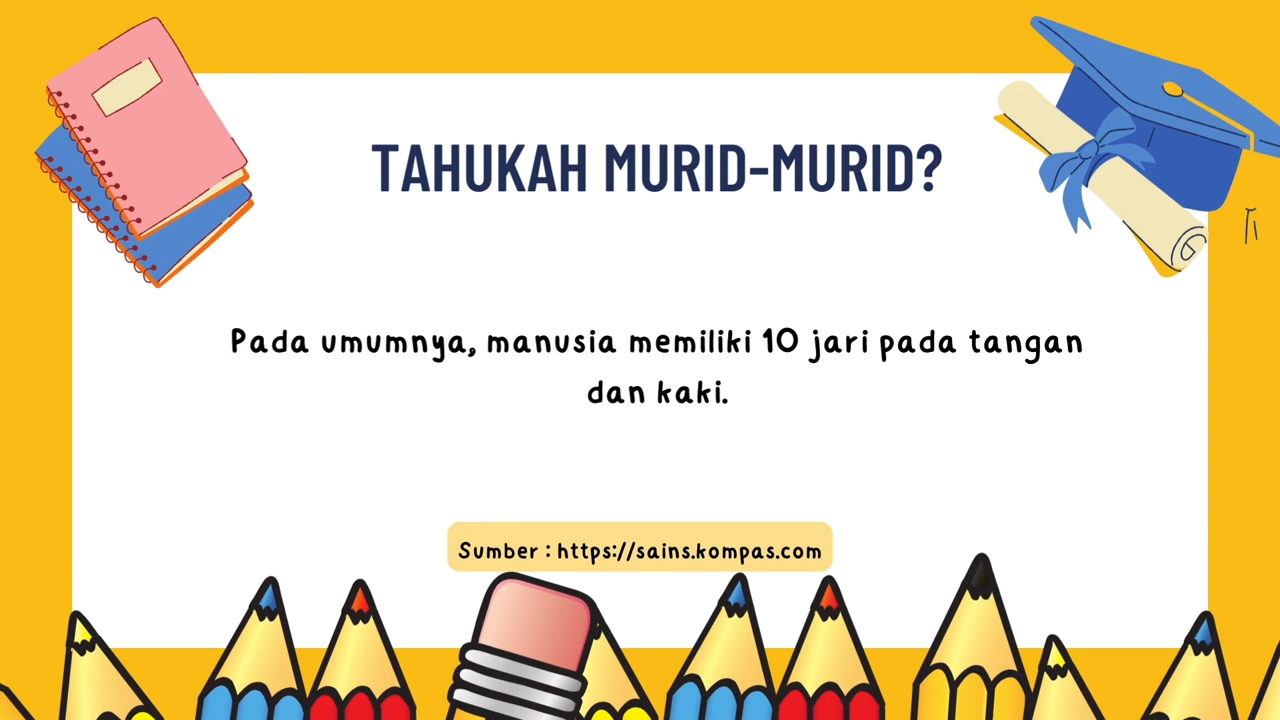 TAHUKAH MURID-MURID?
Pada umumnya, manusia memiliki 10 jari pada tangan
dan kaki.
Sumber : https://sains.kompas.com